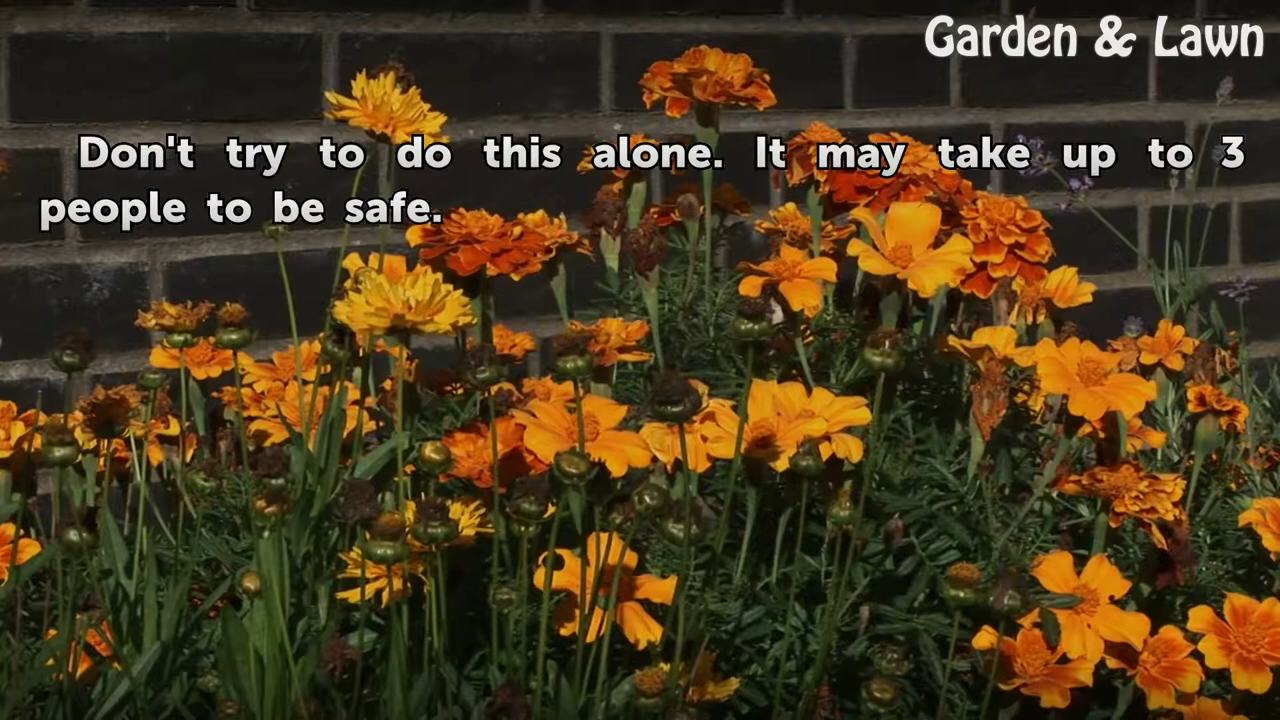 Garden & Lawn
Don't try to do this alone. It may take up to 3
people to be safe.